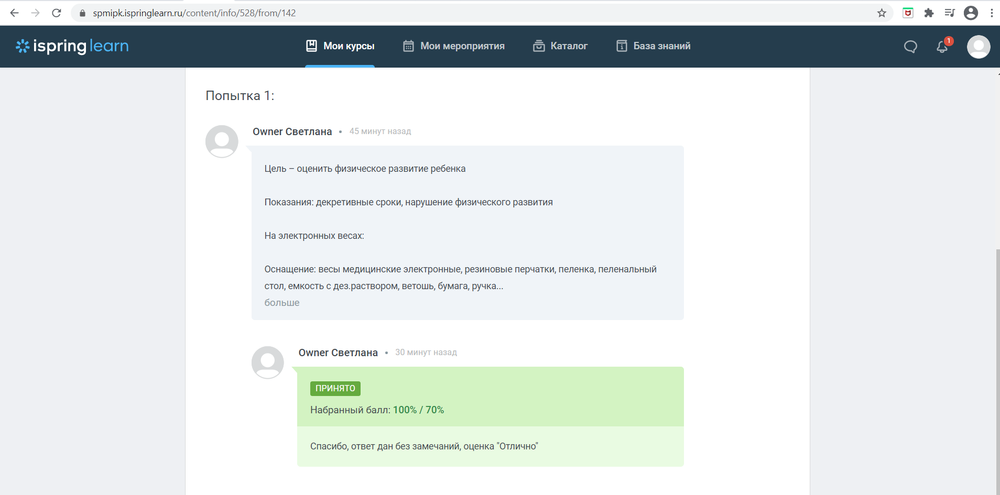 spmipk.ispringlearn.ru/content/info/528/from/142
ispring learn
Мои курсы
Мои мероприятия
Каталог
База знаний
1
Попытка 1:
Owner Светлана • 45 минут назад
Цель – оценить физическое развитие ребенка
Показания: декретивные сроки, нарушение физического развития
На электронных весах:
Оснащение: весы медицинские электронные, резиновые перчатки, пеленка, пеленальный
стол, емкость с дез.раствором, ветошь, бумага, ручка...
больше
Owner Светлана • 30 минут назад
ПРИНЯТО
Набранный балл: 100% / 70%
Спасибо, ответ дан без замечаний, оценка "Отлично"